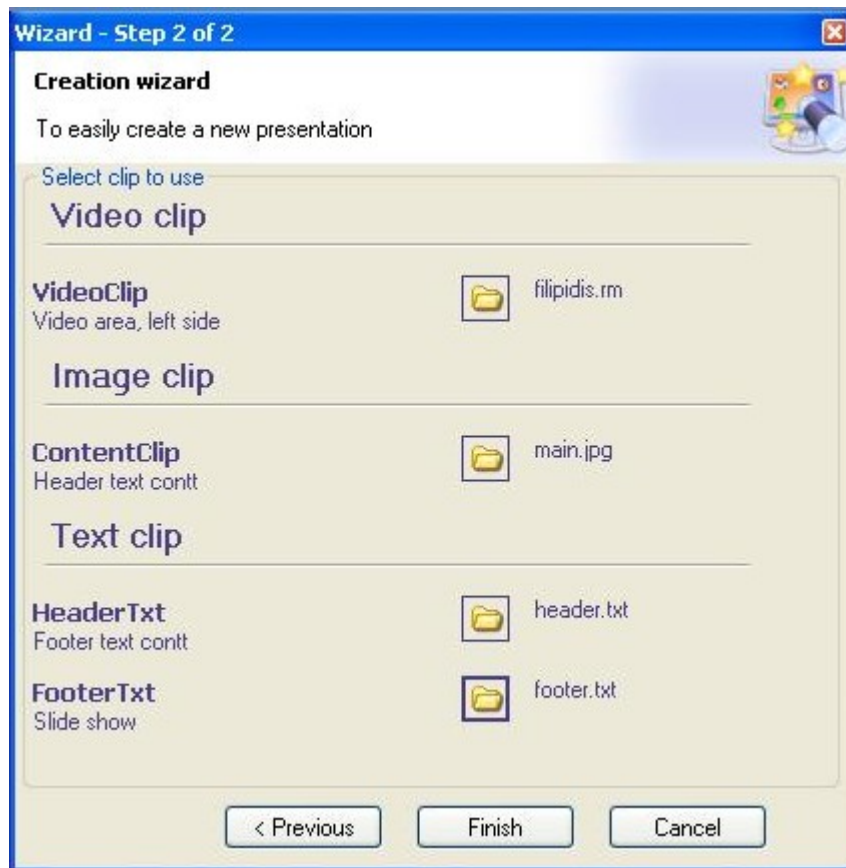 Wizard - Step 2 of 2
Creation wizard
To easily create a new presentation
Select clip to use
Video clip
VideoClip
filipidis.rm
Video area, left side
Image clip
ContentClip
main.jpg
Header text contt
Text clip
HeaderTxt
header.txt
Footer text contt
FooterTxt
footer.txt
Slide show
< Previous
Finish
Cancel